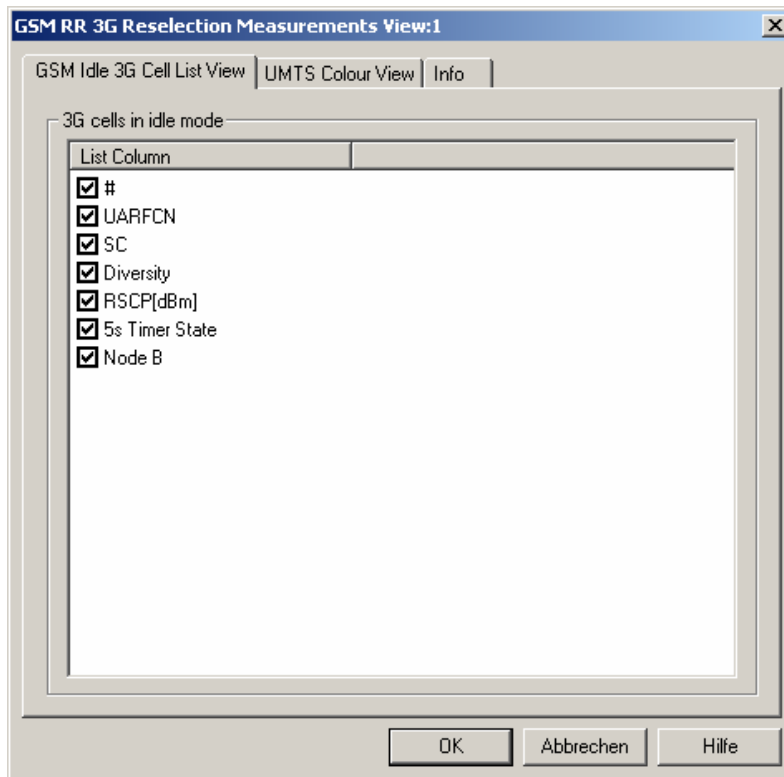 GSM RR 3G Reselection Measurements View:1
GSM Idle 3G Cell List View UMTS Colour View Info
3G cells in idle mode
List Column
#
UARFCN
SC
Diversity
RSCP[dBm]
5s Timer State
Node B
OK Abbrechen Hilfe